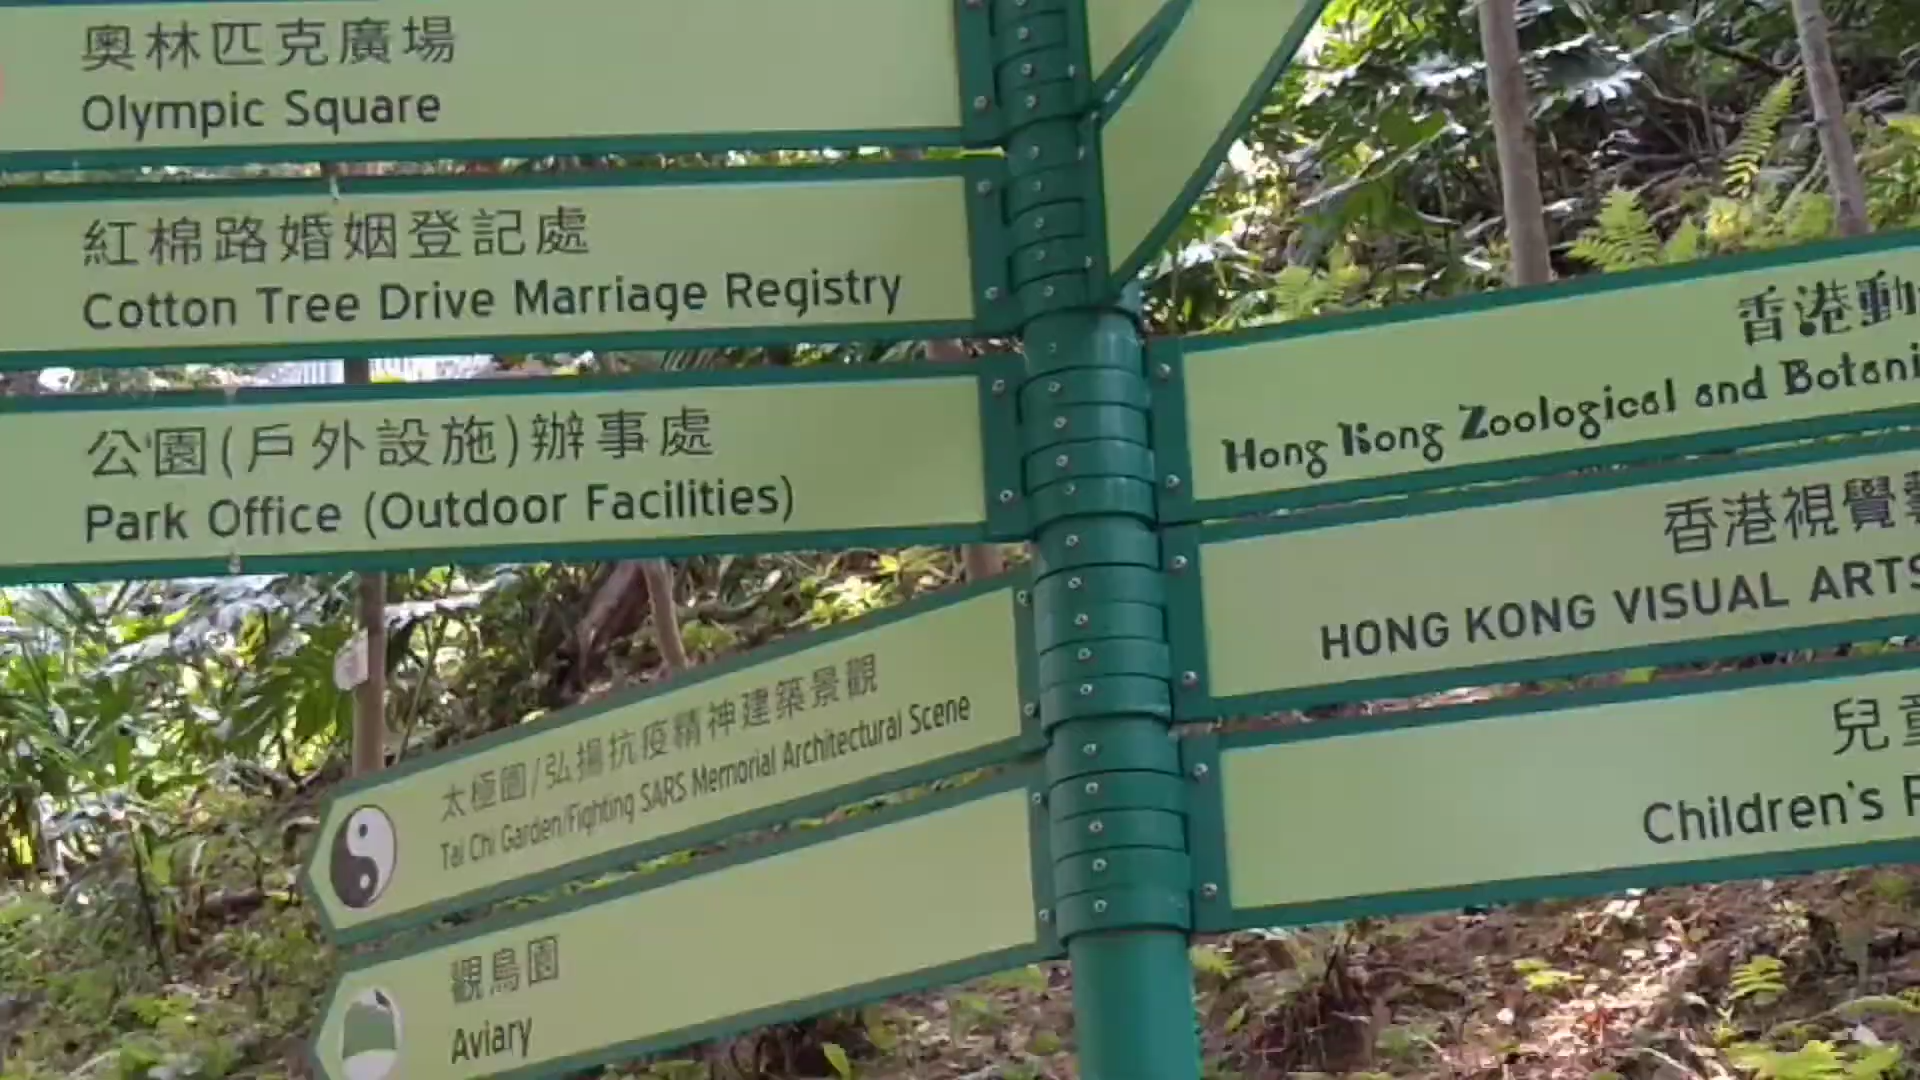 奧林匹克廣場
Olympic Square
紅棉路婚姻登記處
Cotton Tree Drive Marriage Registry
公園(戶外設施)辦事處
Park Office (Outdoor Facilities)
太極園/弘揚抗疫精神建築景觀
Tai Chi Garden/Fighting SARS Memorial Architectural Scene
觀鳥園
Aviary
香港動
Hong Kong Zoological and
香港視覺
HONG KONG VISUAL ARTS
兒
Children's